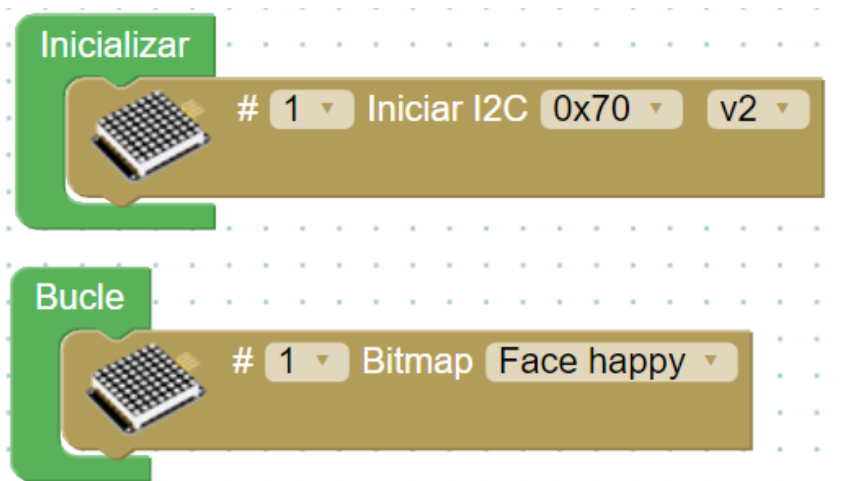 Inicializar
# 1 Iniciar I2C 0x70 v2
Bucle
# 1 Bitmap Face happy